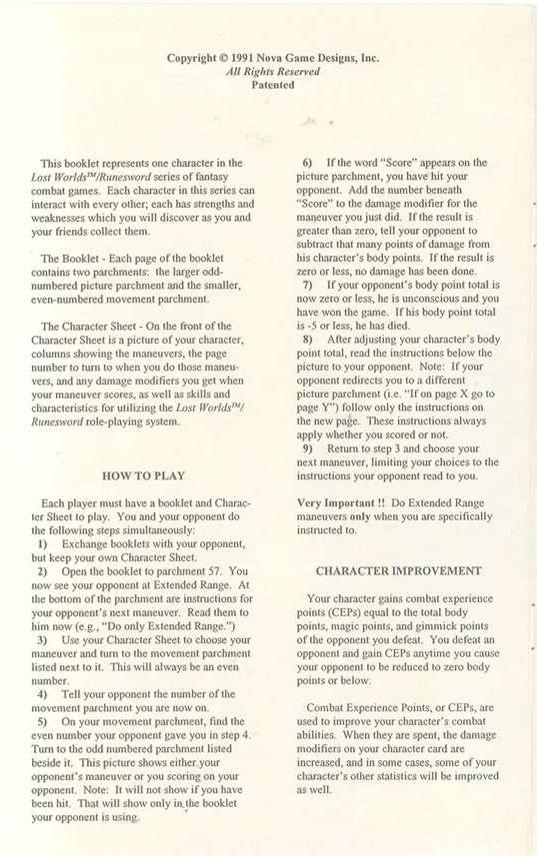 Copyright © 1991 Nova Game Designs, Inc.
All Rights Reserved
Patented
This booklet represents one character in the
Lost Worlds™/Runesword series of fantasy
combat games. Each character in this series can
interact with every other; each has strengths and
weaknesses which you will discover as you and
your friends collect them.
The Booklet - Each page of the booklet
contains two parchments: the larger odd-
numbered picture parchment and the smaller,
even-numbered movement parchment.
The Character Sheet - On the front of the
Character Sheet is a picture of your character,
columns showing the maneuvers, the page
number to turn to when you do those maneu-
vers, and any damage modifiers you get when
your maneuver scores, as well as skills and
characteristics for utilizing the Lost Worlds™/
Runesword role-playing system.
HOW TO PLAY
Each player must have a booklet and Charac-
ter Sheet to play. You and your opponent do
the following steps simultaneously:
1) Exchange booklets with your opponent,
but keep your own Character Sheet.
2) Open the booklet to parchment 57. You
now see your opponent at Extended Range. At
the bottom of the parchment are instructions for
your opponent's next maneuver. Read them to
him now (e.g., "Do only Extended Range.")
3) Use your Character Sheet to choose your
maneuver and turn to the movement parchment
listed next to it. This will always be an even
number.
4) Tell your opponent the number of the
movement parchment you are now on.
5) On your movement parchment, find the
even number your opponent gave you in step 4.
Turn to the odd numbered parchment listed
beside it. This picture shows either your
opponent's maneuver or you scoring on your
opponent. Note: It will not show if you have
been hit. That will show only in the booklet
your opponent is using.
6) If the word "Score" appears on the
picture parchment, you have hit your
opponent. Add the number beneath
"Score" to the damage modifier for the
maneuver you just did. If the result is
greater than zero, tell your opponent to
subtract that many points of damage from
his character's body points. If the result is
zero or less, no damage has been done.
7) If your opponent's body point total is
now zero or less, he is unconscious and you
have won the game. If his body point total
is -5 or less, he has died.
8) After adjusting your character's body
point total, read the instructions below the
picture to your opponent. Note: If your
opponent redirects you to a different
picture parchment (i.e. "If on page X go to
page Y") follow only the instructions on
the new page. These instructions always
apply whether you scored or not.
9) Return to step 3 and choose your
next maneuver, limiting your choices to the
instructions your opponent read to you.
Very Important !! Do Extended Range
maneuvers only when you are specifically
instructed to.
CHARACTER IMPROVEMENT
Your character gains combat experience
points (CEPs) equal to the total body
points, magic points, and gimmick points
of the opponent you defeat. You defeat an
opponent and gain CEPs anytime you cause
your opponent to be reduced to zero body
points or below.
Combat Experience Points, or CEPs, are
used to improve your character's combat
abilities. When they are spent, the damage
modifiers on your character card are
increased, and in some cases, some of your
character's other statistics will be improved
as well.